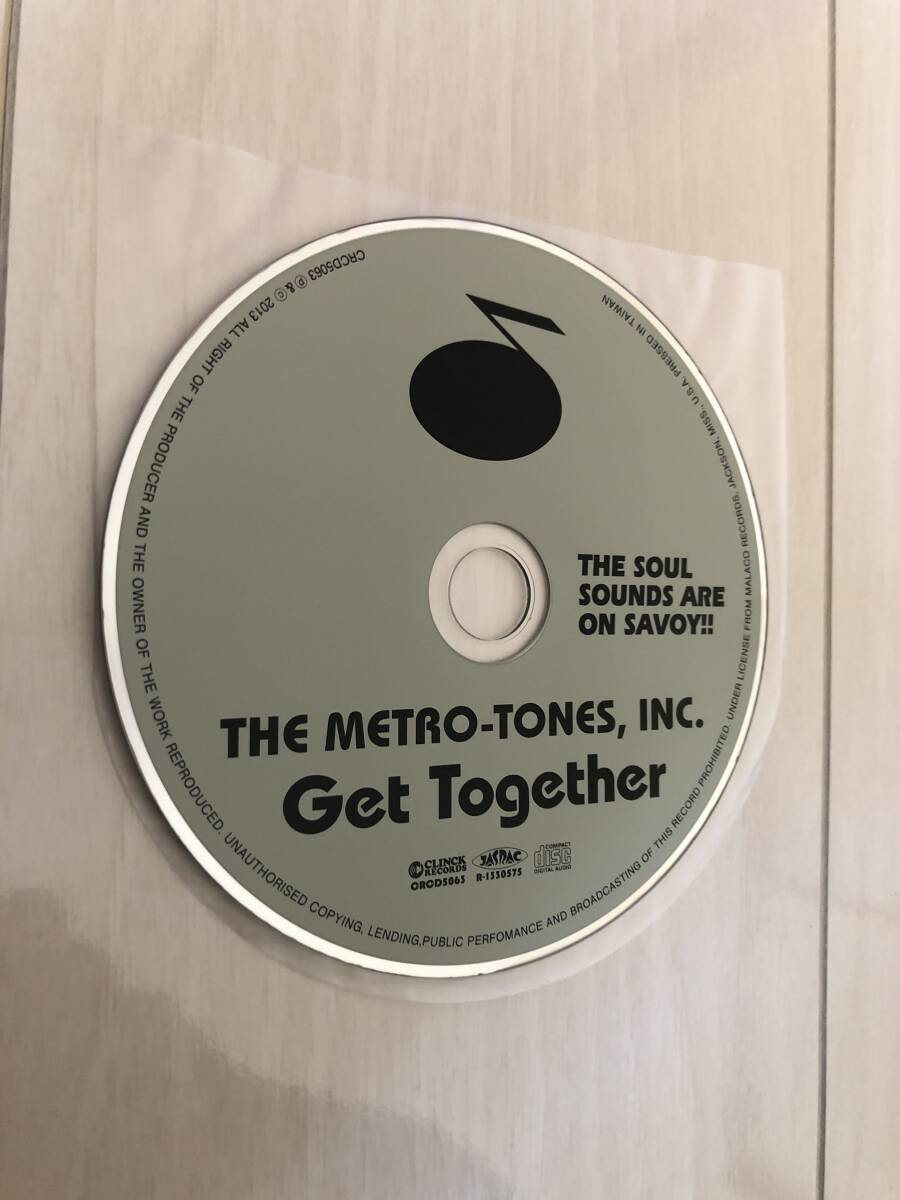 THE SOUL
SOUNDS ARE
ON SAVOY!!
THE METRO-TONES, INC.
Get Together
CLINCK
RECORDS
CRCD5063
JASRAC
R-1330575
COMPACT
disc
DIGITAL AUDIO
CRCD5063 ℗ & © 2013 ALL RIGHT OF THE PRODUCER AND THE OWNER OF THE WORK REPRODUCED. UNAUTHORISED COPYING, LENDING,PUBLIC PERFOMANCE AND BROADCASTING OF THIS RECORD PROHIBITED. UNDER LICENSE FROM MALACO RECORDS, JACKSON, MISS., U.S.A. PRESSED IN TAIWAN